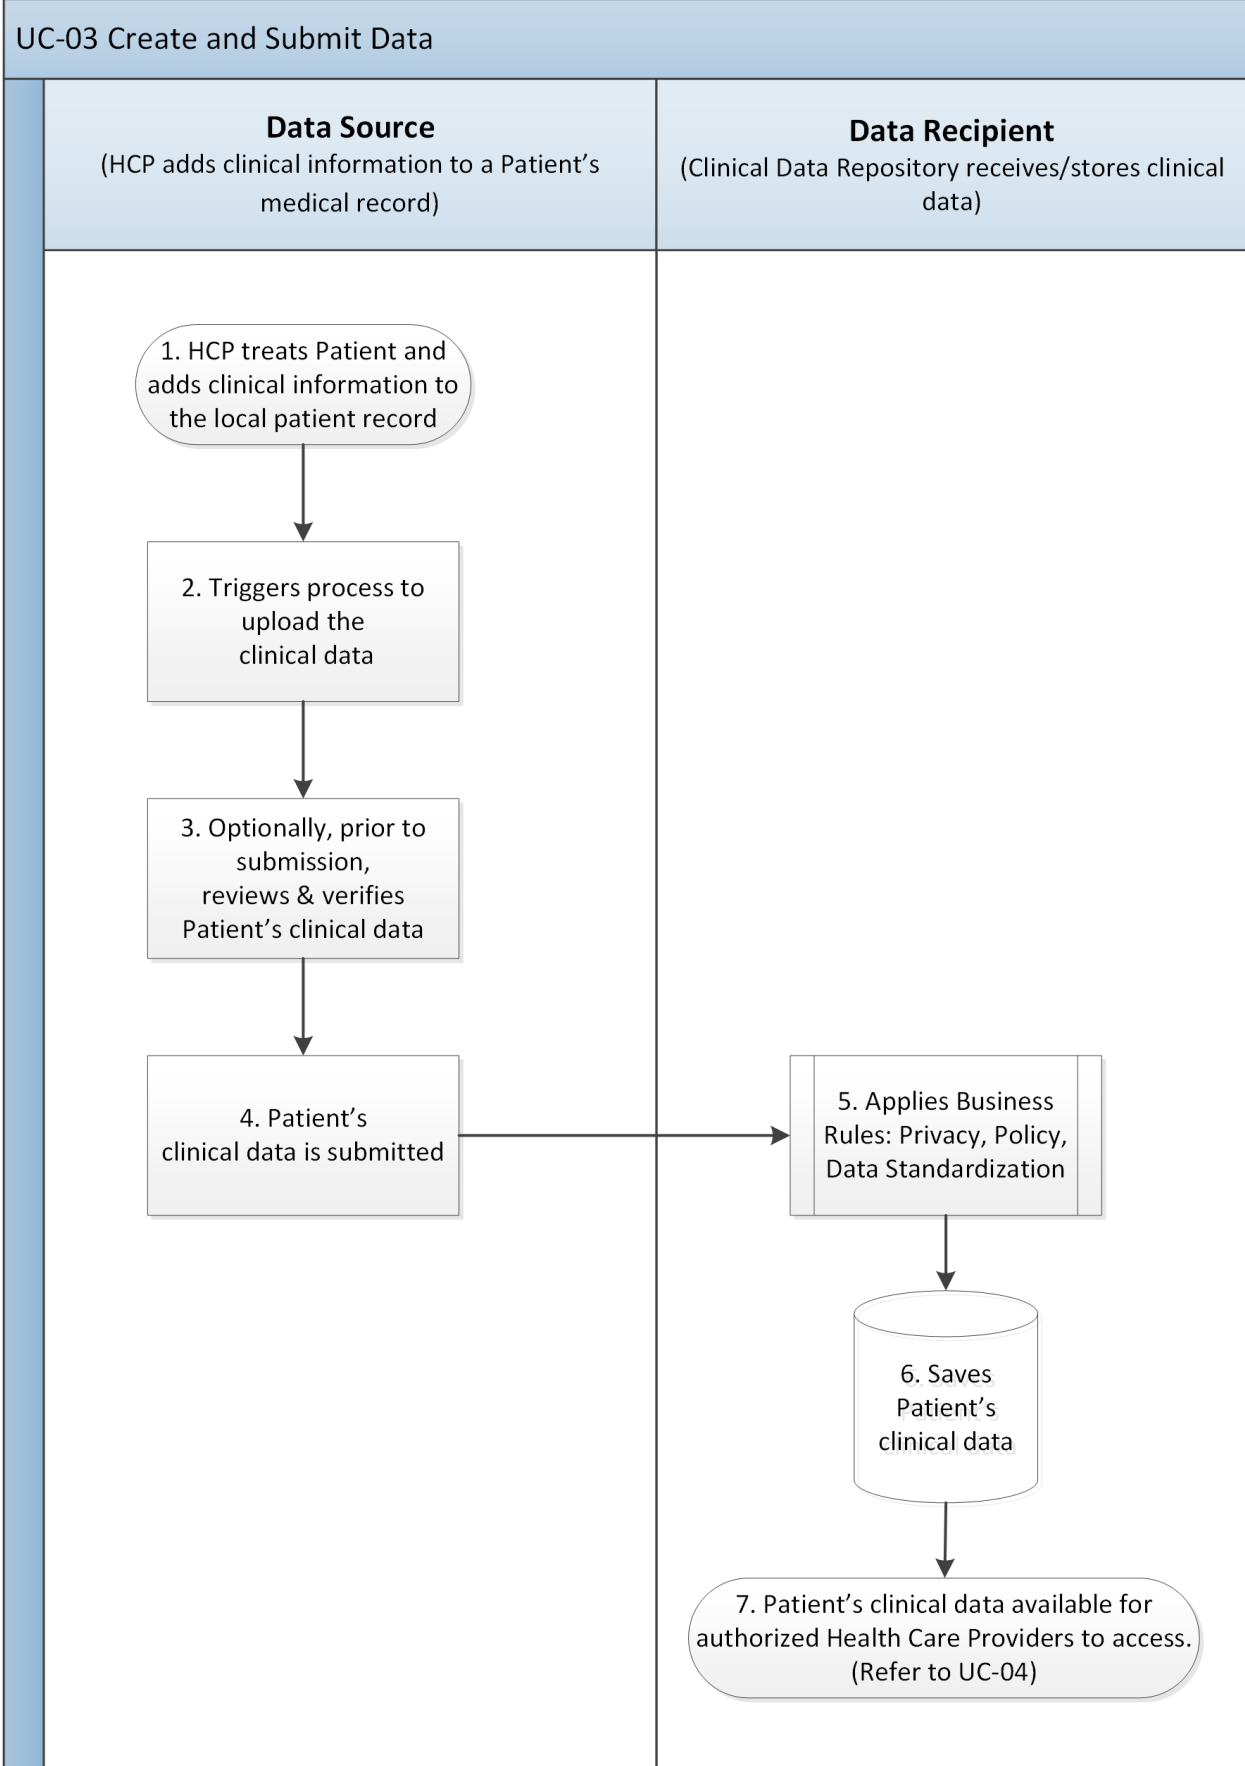 UC-03 Create and Submit Data
Data Source
(HCP adds clinical information to a Patient’s
medical record)
Data Recipient
(Clinical Data Repository receives/stores clinical
data)
1. HCP treats Patient and
adds clinical information to
the local patient record
2. Triggers process to
upload the
clinical data
3. Optionally, prior to
submission,
reviews & verifies
Patient’s clinical data
4. Patient’s
clinical data is submitted
5. Applies Business
Rules: Privacy, Policy,
Data Standardization
6. Saves
Patient’s
clinical data
7. Patient’s clinical data available for
authorized Health Care Providers to access.
(Refer to UC-04)